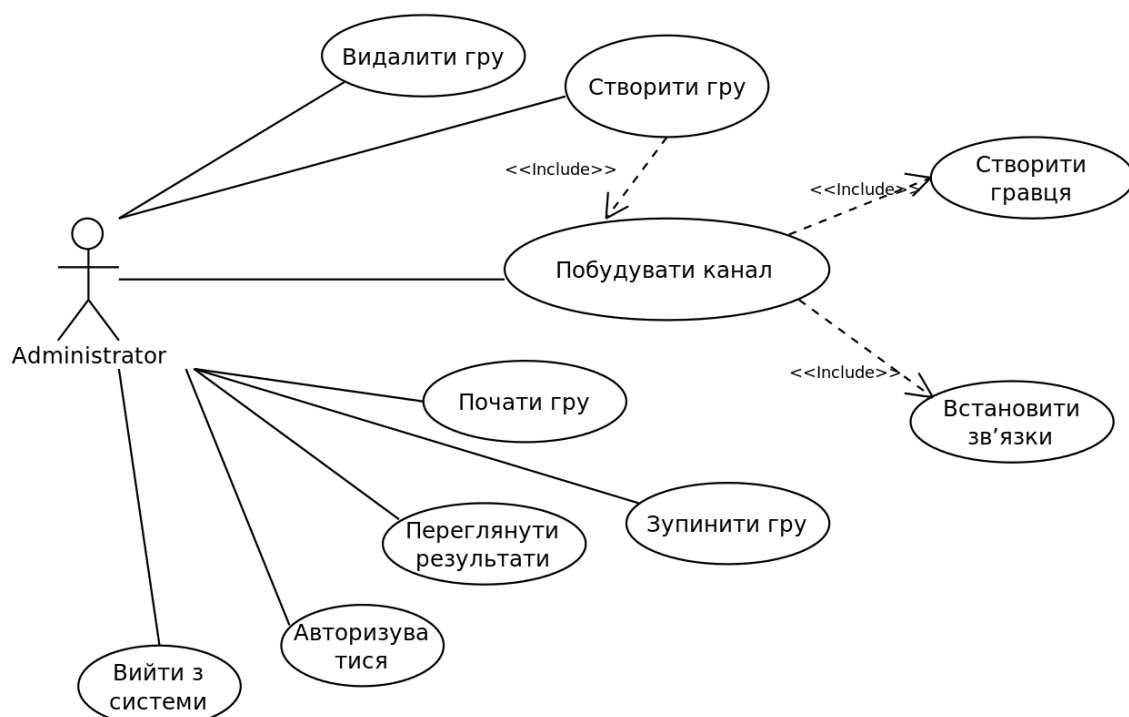 Видалити гру
Створити гру
<<Include>>
Створити
гравця
<<Include>>
Побудувати канал
Administrator
<<Include>>
Почати гру
Встановити
зв’язки
Зупинити гру
Переглянути
результати
Авторизува
тися
Вийти з
системи